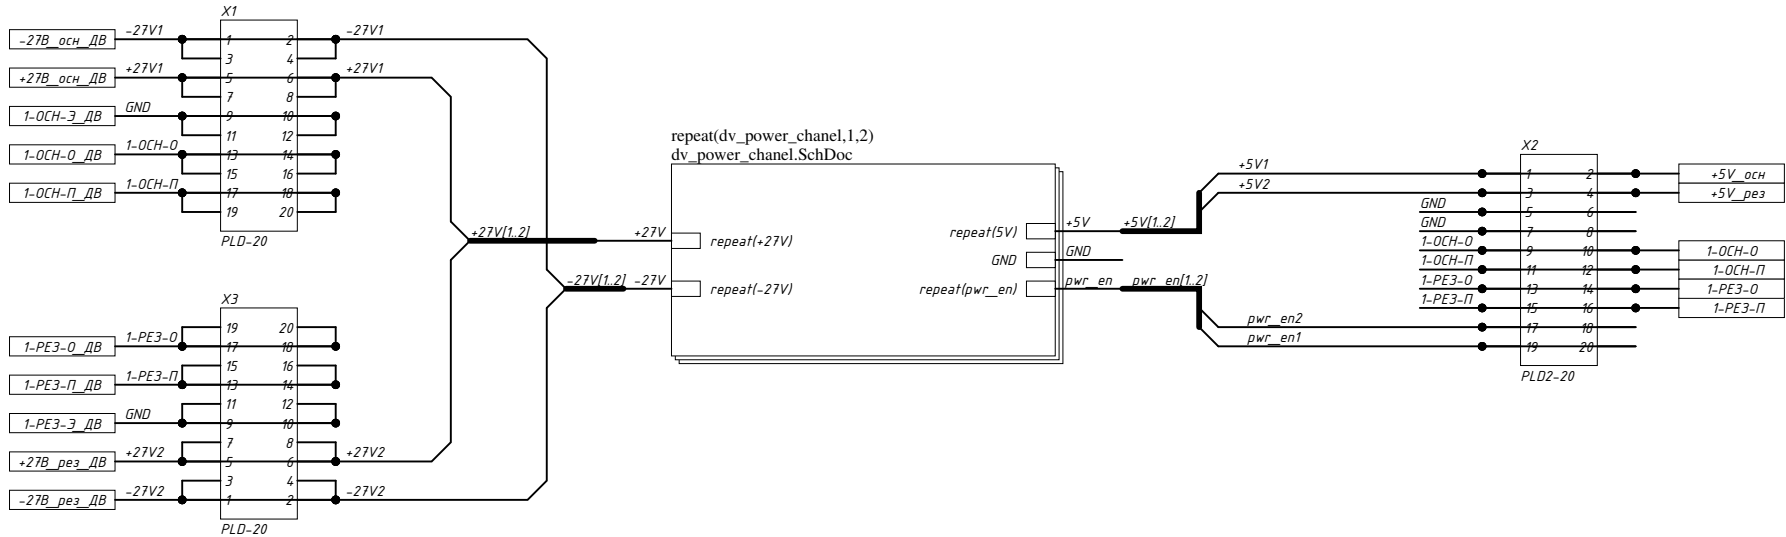 X1
-27В_осн_ДВ -27V1 1 2 -27V1
3 4
+27В_осн_ДВ +27V1 5 6 +27V1
7 8
1-ОСН-Э_ДВ GND 9 10
11 12
1-ОСН-О_ДВ 1-ОСН-О 13 14
15 16
1-ОСН-П_ДВ 1-ОСН-П 17 18
19 20
PLD-20
X3
19 20
1-РЕЗ-О_ДВ 1-РЕЗ-О 17 18
15 16
1-РЕЗ-П_ДВ 1-РЕЗ-П 13 14
11 12
1-РЕЗ-Э_ДВ GND 9 10
7 8
+27В_рез_ДВ +27V2 5 6 +27V2
3 4
-27В_рез_ДВ -27V2 1 2 -27V2
PLD-20
repeat(dv_power_chanel,1,2)
dv_power_chanel.SchDoc
+27V[1..2] +27V repeat(+27V)
-27V[1..2] -27V repeat(-27V)
repeat(5V) +5V +5V[1..2]
GND GND
repeat(pwr_en) pwr_en pwr_en[1..2]
X2
+5V1 1 2 +5V_осн
+5V2 3 4 +5V_рез
GND 5 6
GND 7 8
1-ОСН-О 9 10 1-ОСН-О
1-ОСН-П 11 12 1-ОСН-П
1-РЕЗ-О 13 14 1-РЕЗ-О
1-РЕЗ-П 15 16 1-РЕЗ-П
pwr_en2 17 18
pwr_en1 19 20
PLD2-20